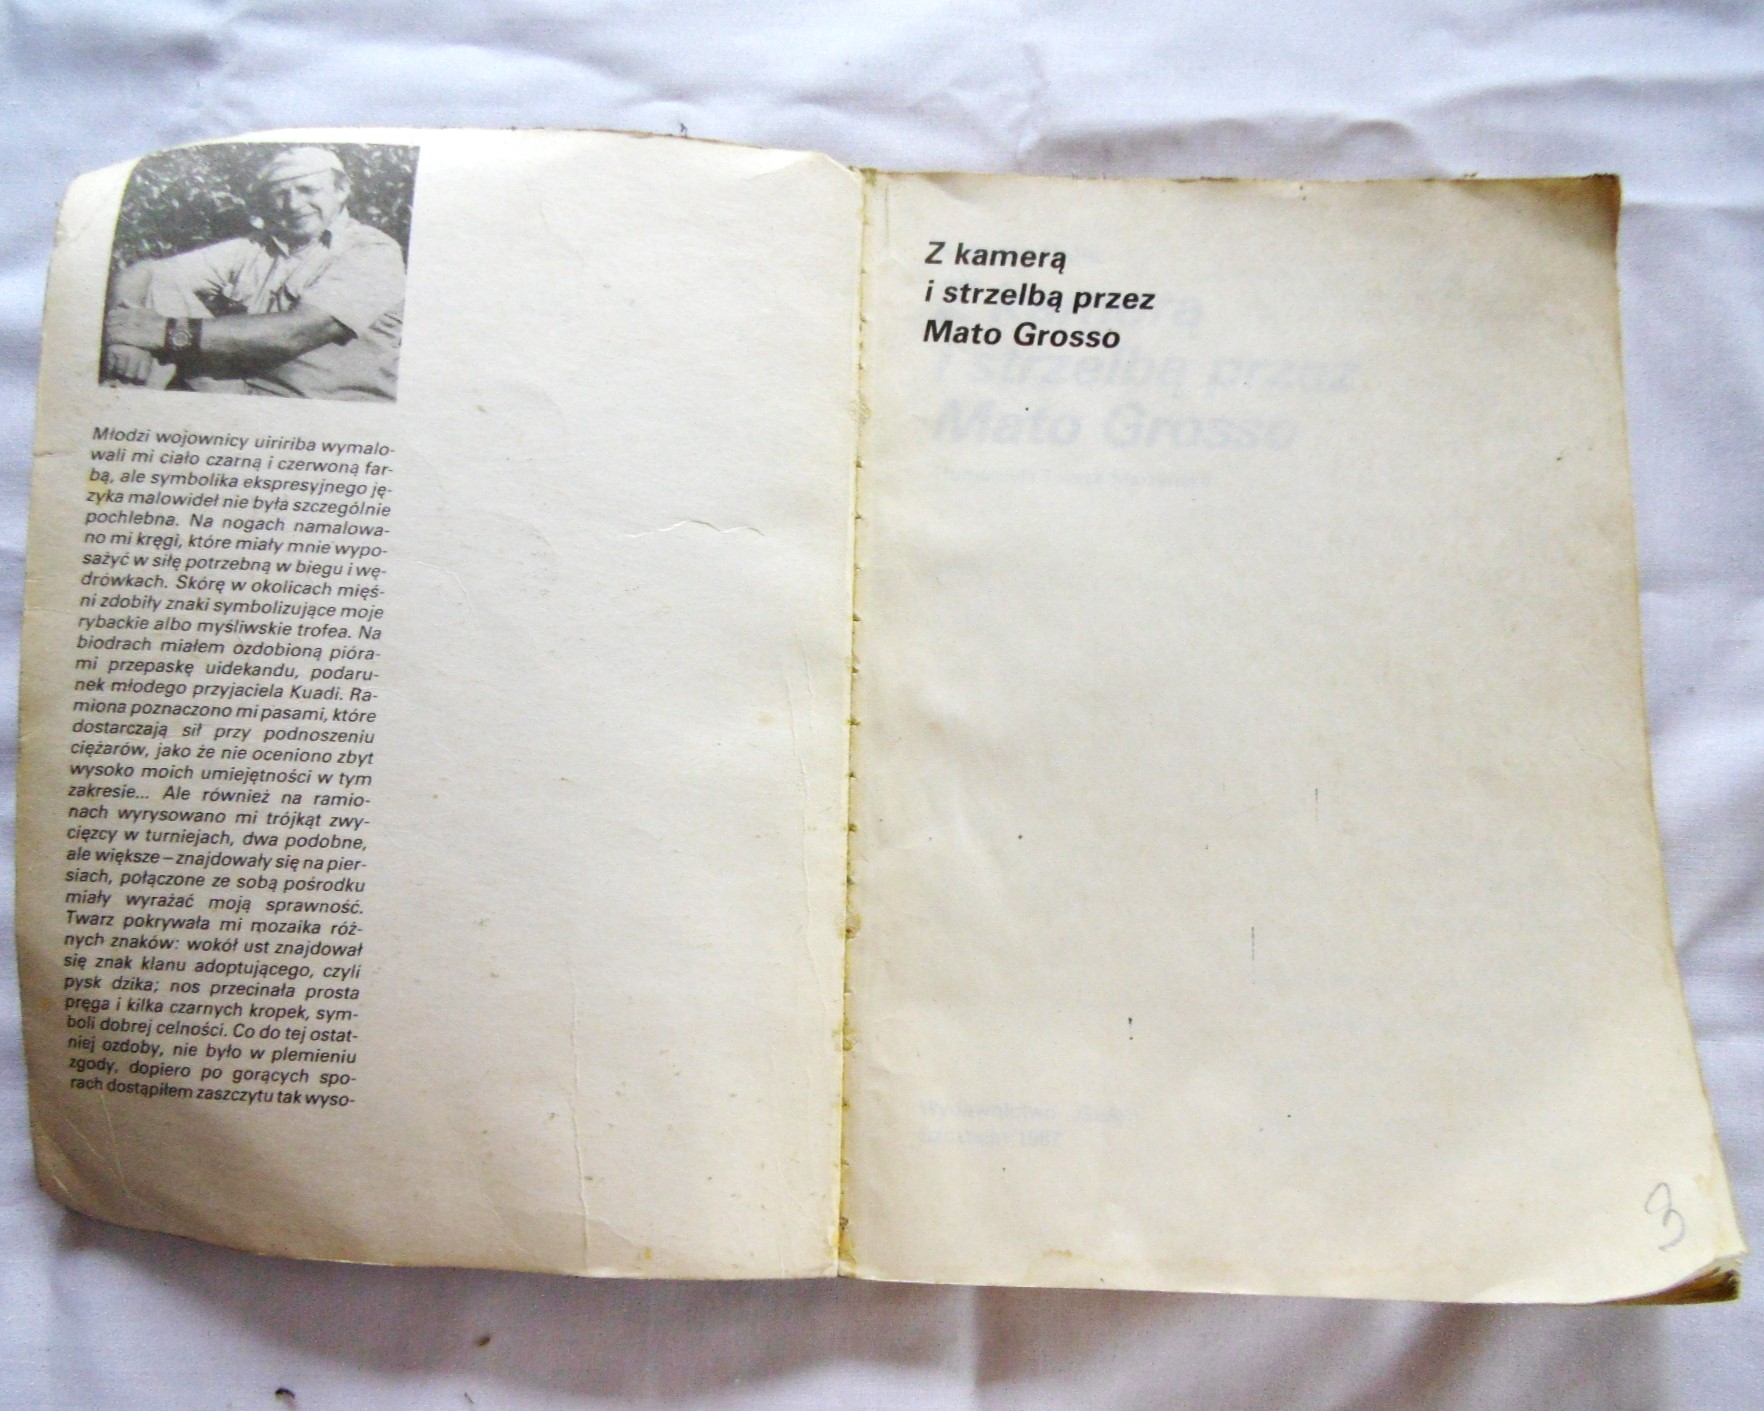 Młodzi wojownicy uiririba wymalo-
wali mi ciało czarną i czerwoną far-
bą, ale symbolika ekspresyjnego ję-
zyka malowideł nie była szczególnie
pochlebna. Na nogach namalowa-
no mi kręgi, które miały mnie wypo-
sażyć w siłę potrzebną w biegu i wę-
drówkach. Skórę w okolicach mięś-
ni zdobiły znaki symbolizujące moje
rybackie albo myśliwskie trofea. Na
biodrach miałem ozdobioną pióra-
mi przepaskę uidekandu, podaru-
nek młodego przyjaciela Kuadi. Ra-
miona poznaczono mi pasami, które
dostarczają sił przy podnoszeniu
ciężarów, jako że nie oceniono zbyt
wysoko moich umiejętności w tym
zakresie... Ale również na ramio-
nach wyrysowano mi trójkąt zwy-
cięzcy w turniejach, dwa podobne,
ale większe – znajdowały się na pier-
siach, połączone ze sobą pośrodku
miały wyrażać moją sprawność.
Twarz pokrywała mi mozaika róż-
nych znaków: wokół ust znajdował
się znak klanu adoptującego, czyli
pysk dzika; nos przecinała prosta
pręga i kilka czarnych kropek, sym-
boli dobrej celności. Co do tej ostat-
niej ozdoby, nie było w plemieniu
zgody, dopiero po gorących spo-
rach dostąpiłem zaszczytu tak wyso-
Z kamerą
i strzelbą przez
Mato Grosso
3